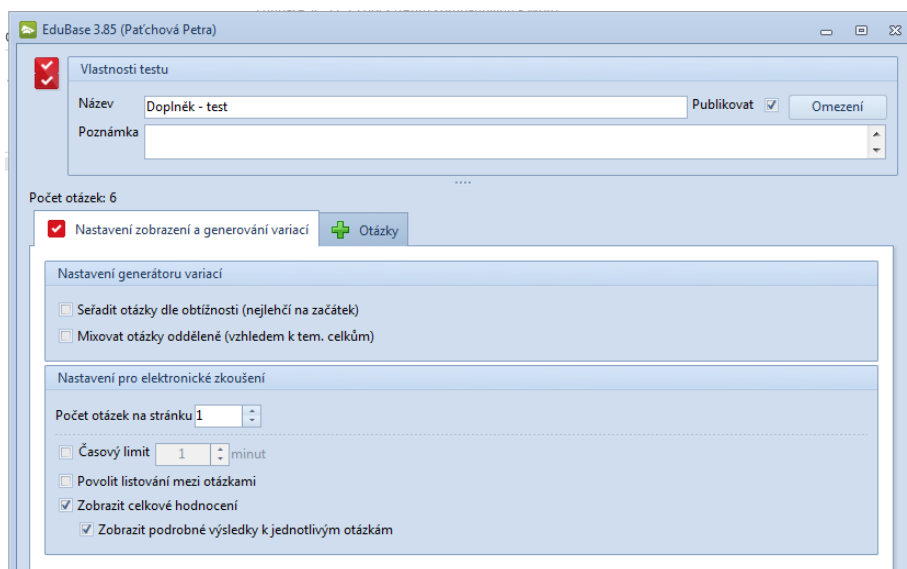 EduBase 3.85 (Paťchová Petra)
Vlastnosti testu
Název Doplněk - test Publikovat Omezení
Poznámka
Počet otázek: 6
Nastavení zobrazení a generování variací Otázky
Nastavení generátoru variací
Seřadit otázky dle obtížnosti (nejlehčí na začátek)
Mixovat otázky odděleně (vzhledem k tem. celkům)
Nastavení pro elektronické zkoušení
Počet otázek na stránku 1
Časový limit 1 minut
Povolit listování mezi otázkami
Zobrazit celkové hodnocení
Zobrazit podrobné výsledky k jednotlivým otázkám